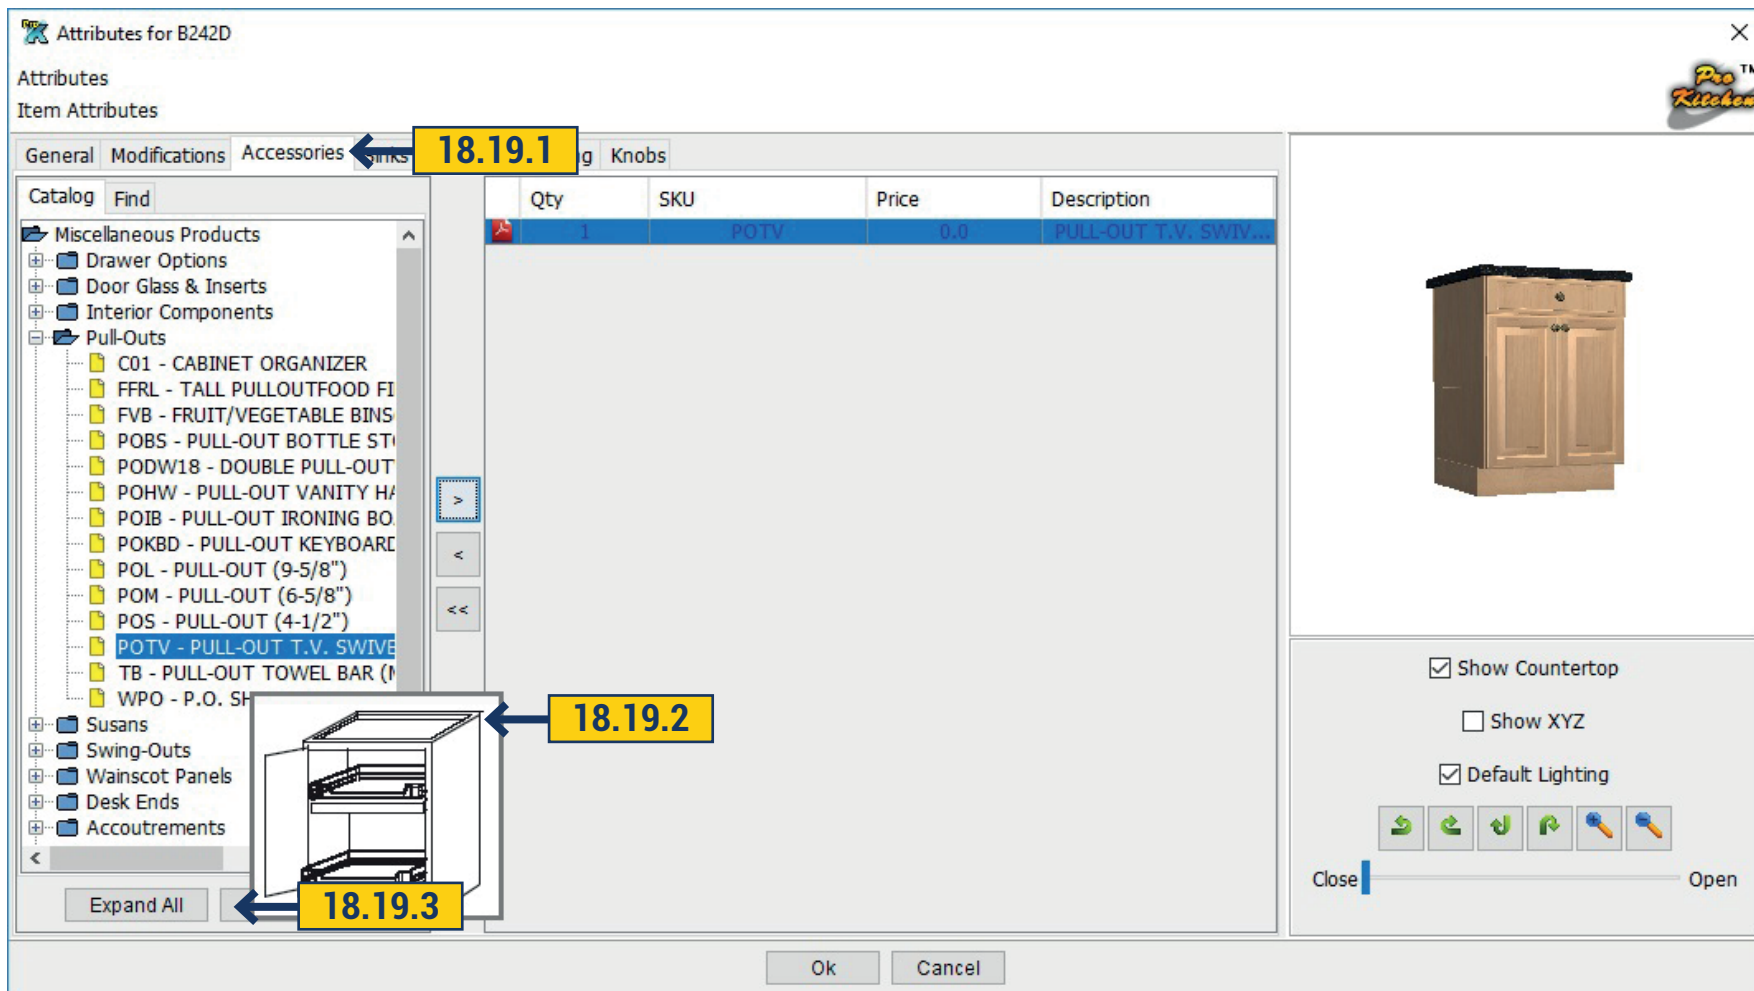 Attributes for B242D
Attributes
Item Attributes
Pro Kitchen TM
General Modifications Accessories 18.19.1 Knobs
Catalog Find
Qty SKU Price Description
1 POTV 0.0 PULL-OUT T.V. SWIV...
Miscellaneous Products
Drawer Options
Door Glass & Inserts
Interior Components
Pull-Outs
C01 - CABINET ORGANIZER
FFRL - TALL PULLOUTFOOD FI
FVB - FRUIT/VEGETABLE BINS
POBS - PULL-OUT BOTTLE ST
PODW18 - DOUBLE PULL-OUT
POHW - PULL-OUT VANITY HA
POIB - PULL-OUT IRONING BO
POKBD - PULL-OUT KEYBOARD
POL - PULL-OUT (9-5/8")
POM - PULL-OUT (6-5/8")
POS - PULL-OUT (4-1/2")
POTV - PULL-OUT T.V. SWIVE
TB - PULL-OUT TOWEL BAR (
WPO - P.O. SH
Susans
Swing-Outs
Wainscot Panels
Desk Ends
Accoutrements
>
<
<<
18.19.2
Expand All 18.19.3
Show Countertop
Show XYZ
Default Lighting
Close Open
Ok Cancel